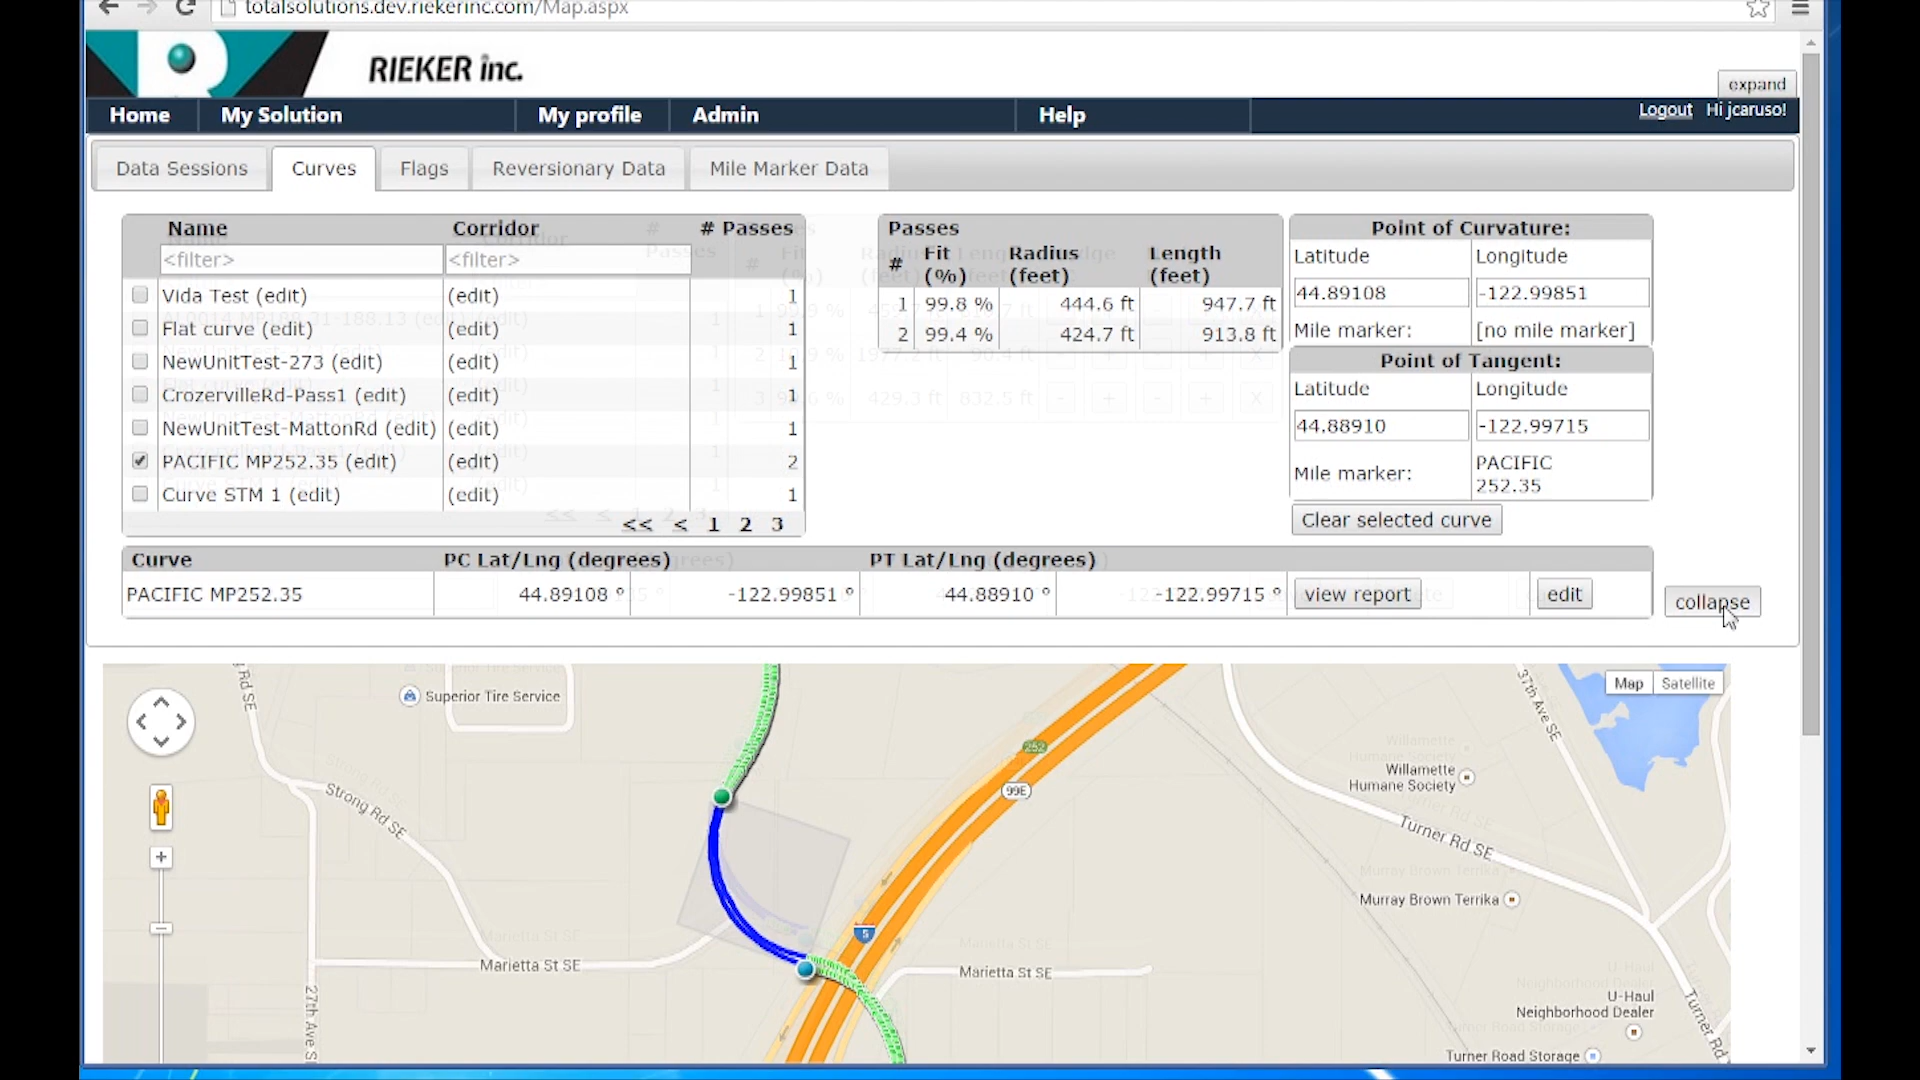 totalsolutions.dev.riekerinc.com/Map.aspx
RIEKER inc.
expand
Home My Solution My profile Admin Help Logout Hi jcaruso!
Data Sessions Curves Flags Reversionary Data Mile Marker Data
Name Corridor # Passes
<filter> <filter>
Vida Test (edit) (edit) 1
Flat curve (edit) (edit) 1
NewUnitTest-273 (edit) (edit) 1
CrozervilleRd-Pass1 (edit) (edit) 1
NewUnitTest-MattonRd (edit) (edit) 1
PACIFIC MP252.35 (edit) (edit) 2
Curve STM 1 (edit) (edit) 1
<< < 1 2 3
Passes
# Fit (%) Radius (feet) Length (feet)
1 99.8 % 444.6 ft 947.7 ft
2 99.4 % 424.7 ft 913.8 ft
Point of Curvature:
Latitude Longitude
44.89108 -122.99851
Mile marker: [no mile marker]
Point of Tangent:
Latitude Longitude
44.88910 -122.99715
Mile marker: PACIFIC 252.35
Clear selected curve
Curve PC Lat/Lng (degrees) PT Lat/Lng (degrees)
PACIFIC MP252.35 44.89108 º -122.99851 º 44.88910 º -122.99715 º view report edit
collapse
Map Satellite
Superior Tire Service
Rd SE
37th Ave SE
252
99E
Willamette
Humane Society
Strong Rd SE
Turner Rd SE
Murray Brown Terrika
5
Marietta St SE
Marietta St SE
27th Ave S
U-Haul
Neighborhood Dealer
Turner Rd
Turner Road Storage